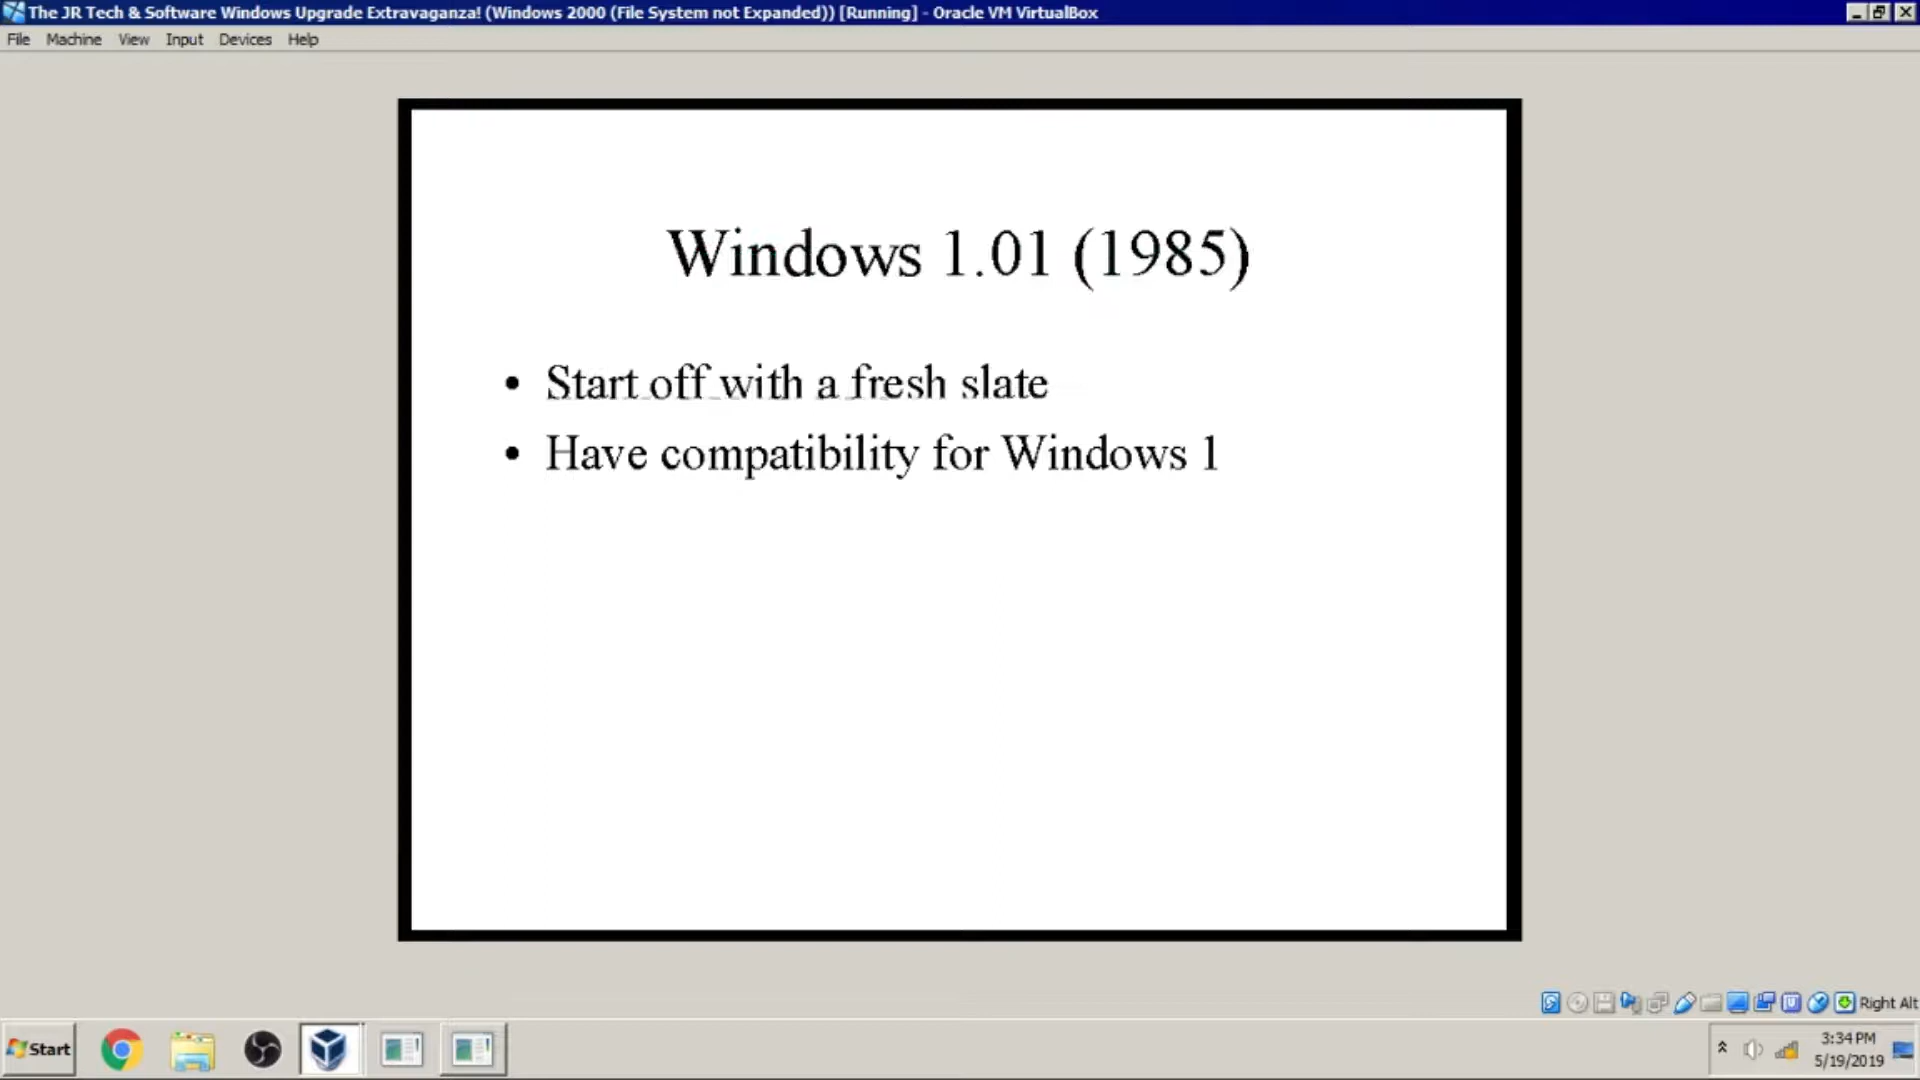 The JR Tech & Software Windows Upgrade Extravaganza! (Windows 2000 (File System not Expanded)) [Running] - Oracle VM VirtualBox
File Machine View Input Devices Help
Windows 1.01 (1985)
• Start off with a fresh slate
• Have compatibility for Windows 1
Right Alt
Start
3:34 PM
5/19/2019